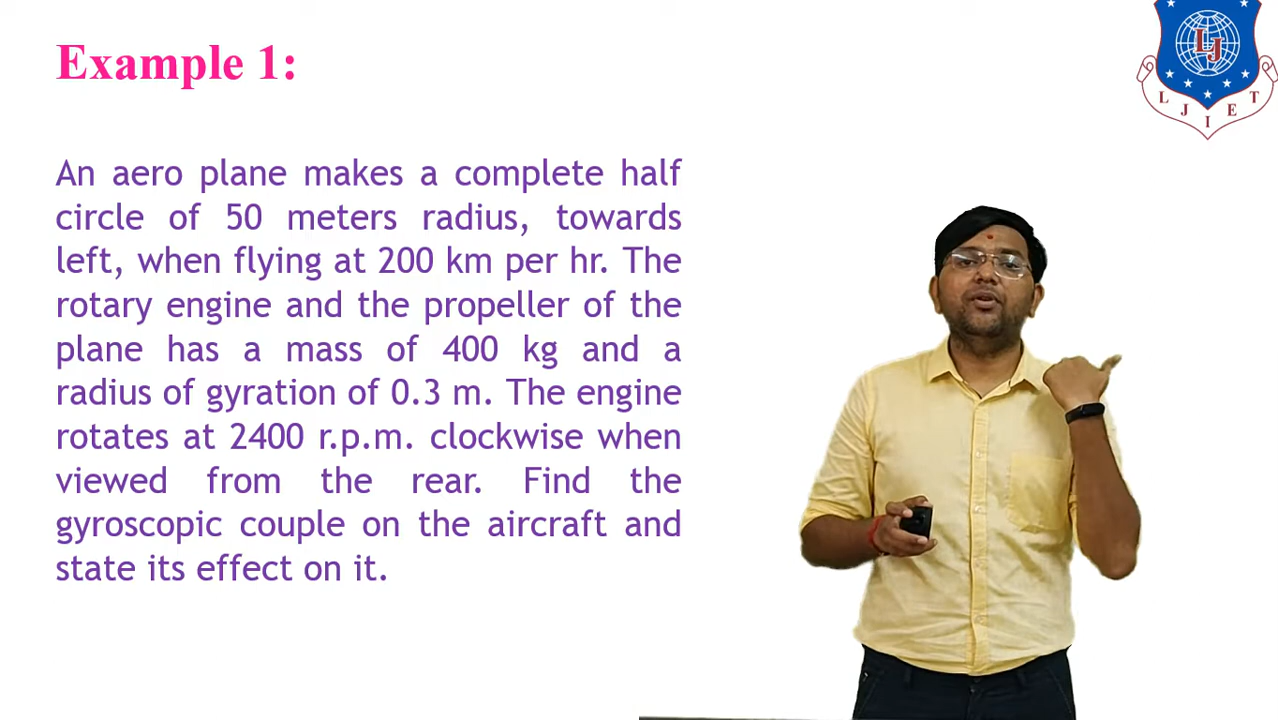 Example 1:
An aero plane makes a complete half
circle of 50 meters radius, towards
left, when flying at 200 km per hr. The
rotary engine and the propeller of the
plane has a mass of 400 kg and a
radius of gyration of 0.3 m. The engine
rotates at 2400 r.p.m. clockwise when
viewed from the rear. Find the
gyroscopic couple on the aircraft and
state its effect on it.
LJ
LJIET